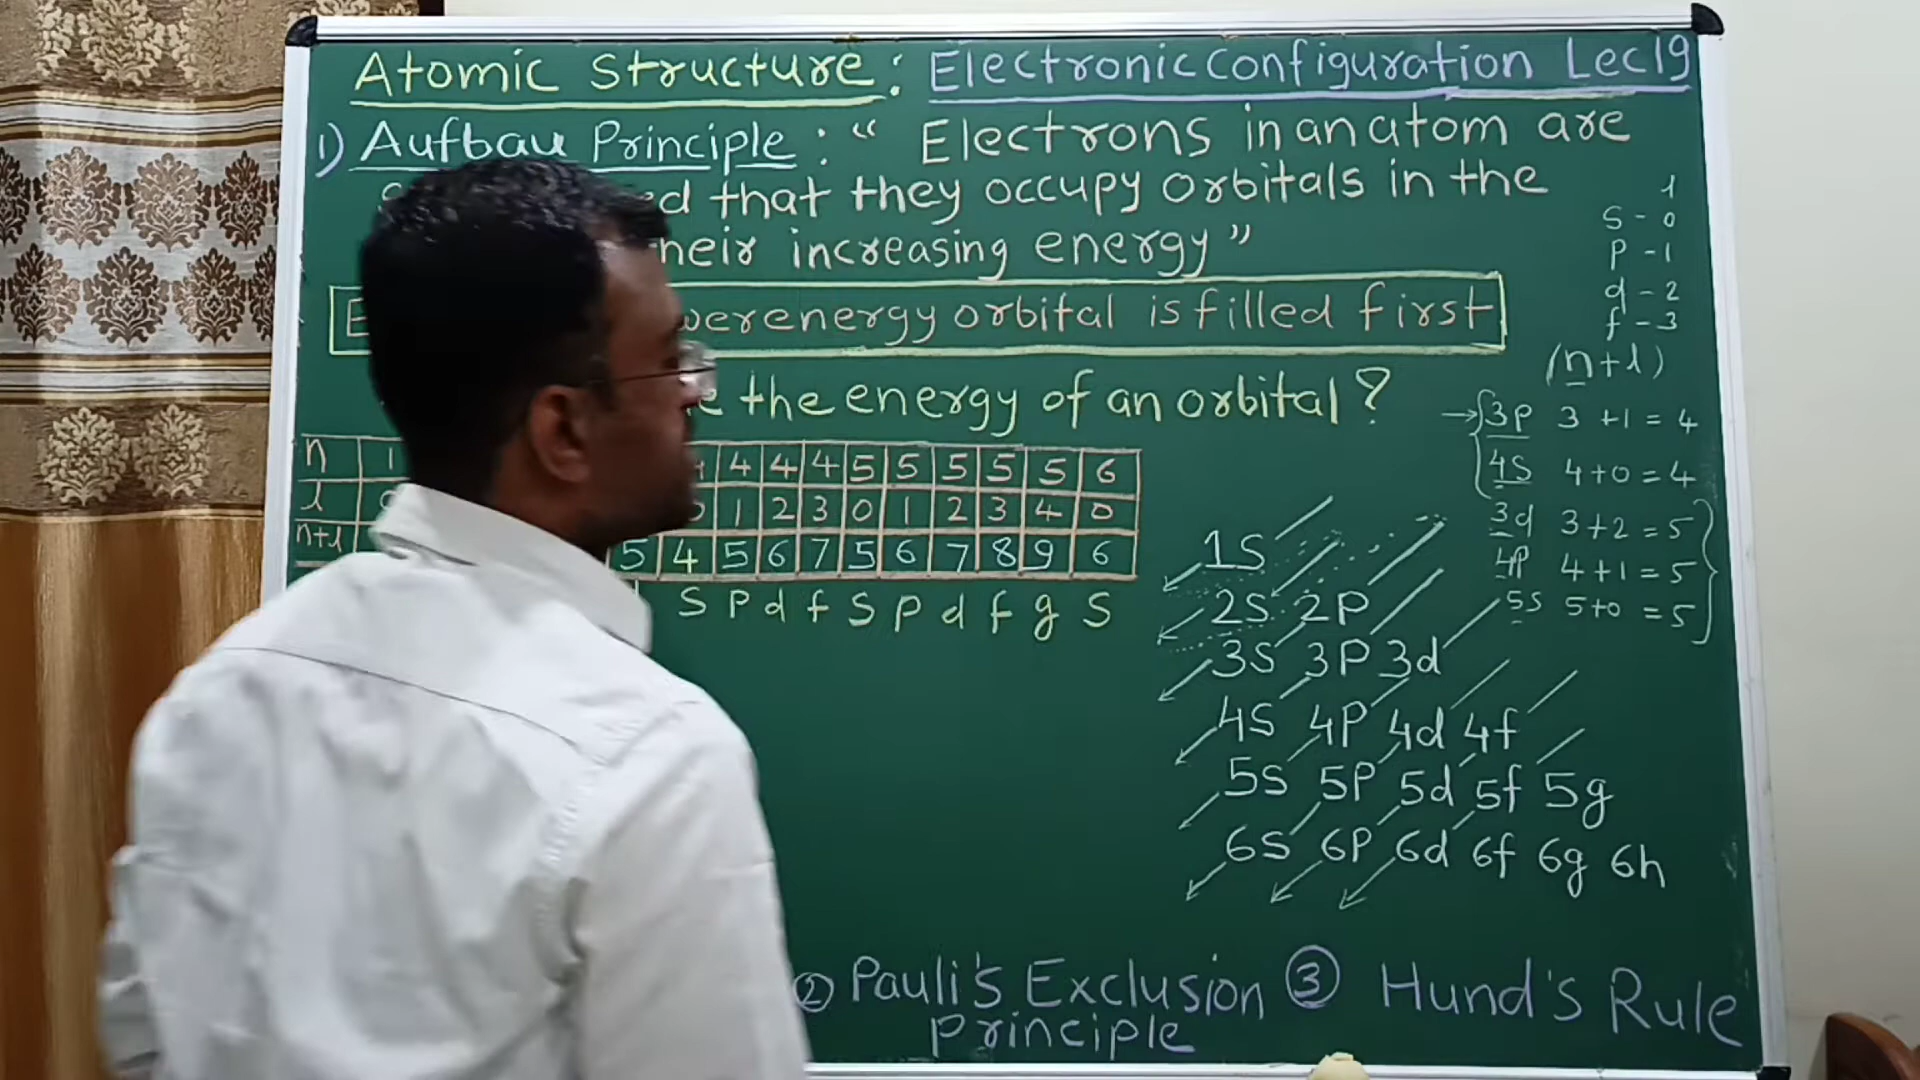 Atomic Structure: Electronic Configuration Lec19
1) Aufbau Principle: " Electrons in an atom are
that they occupy orbitals in the
increasing energy"
energy orbital is filled first
the energy of an orbital?
n 1 4 4 4 5 5 5 5 5 6
l 1 2 3 0 1 2 3 4 0
n+l 5 4 5 6 7 5 6 7 8 9 6
S P d f S P d f g S
l
S - 0
P - 1
d - 2
f - 3
(n+l)
→ 3P 3 + 1 = 4
4S 4 + 0 = 4
3d 3 + 2 = 5
4P 4 + 1 = 5
5S 5 + 0 = 5
1S
2S 2P
3S 3P 3d
4S 4P 4d 4f
5S 5P 5d 5f 5g
6S 6P 6d 6f 6g 6h
② Pauli's Exclusion
Principle
③ Hund's Rule